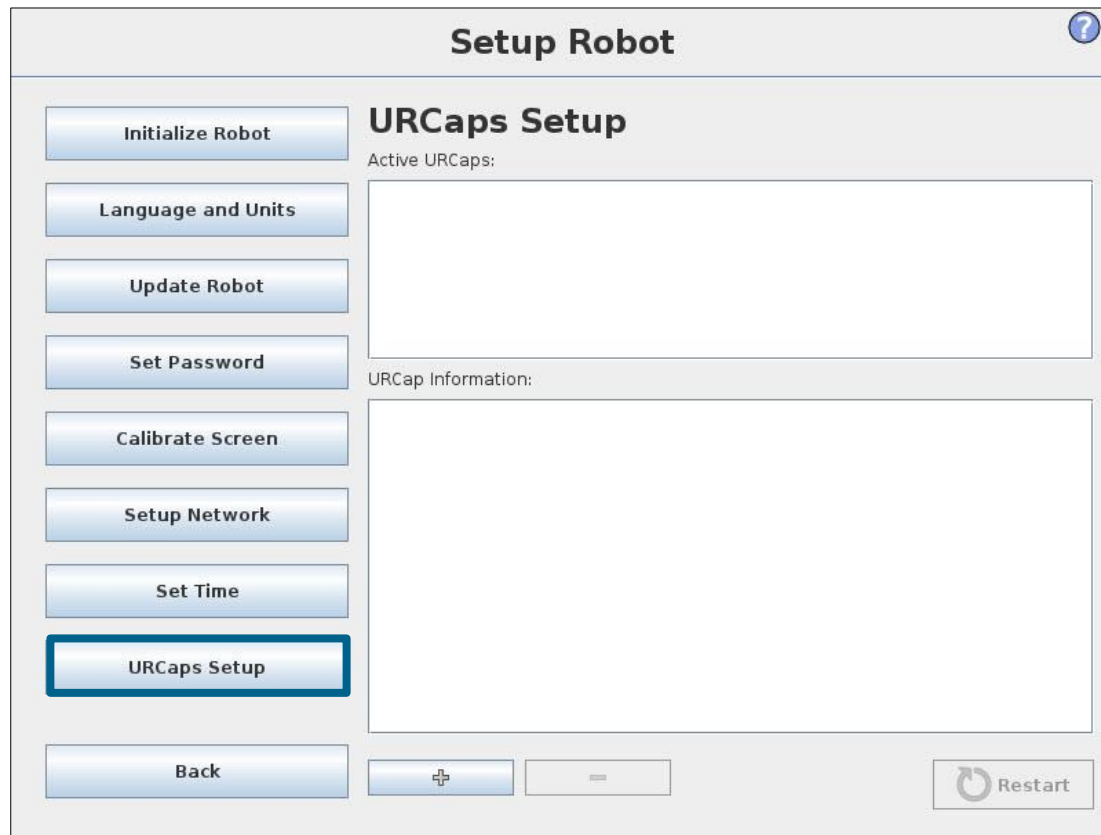 Setup Robot
?
Initialize Robot
Language and Units
Update Robot
Set Password
Calibrate Screen
Setup Network
Set Time
URCaps Setup
Back
URCaps Setup
Active URCaps:
URCap Information:
Restart